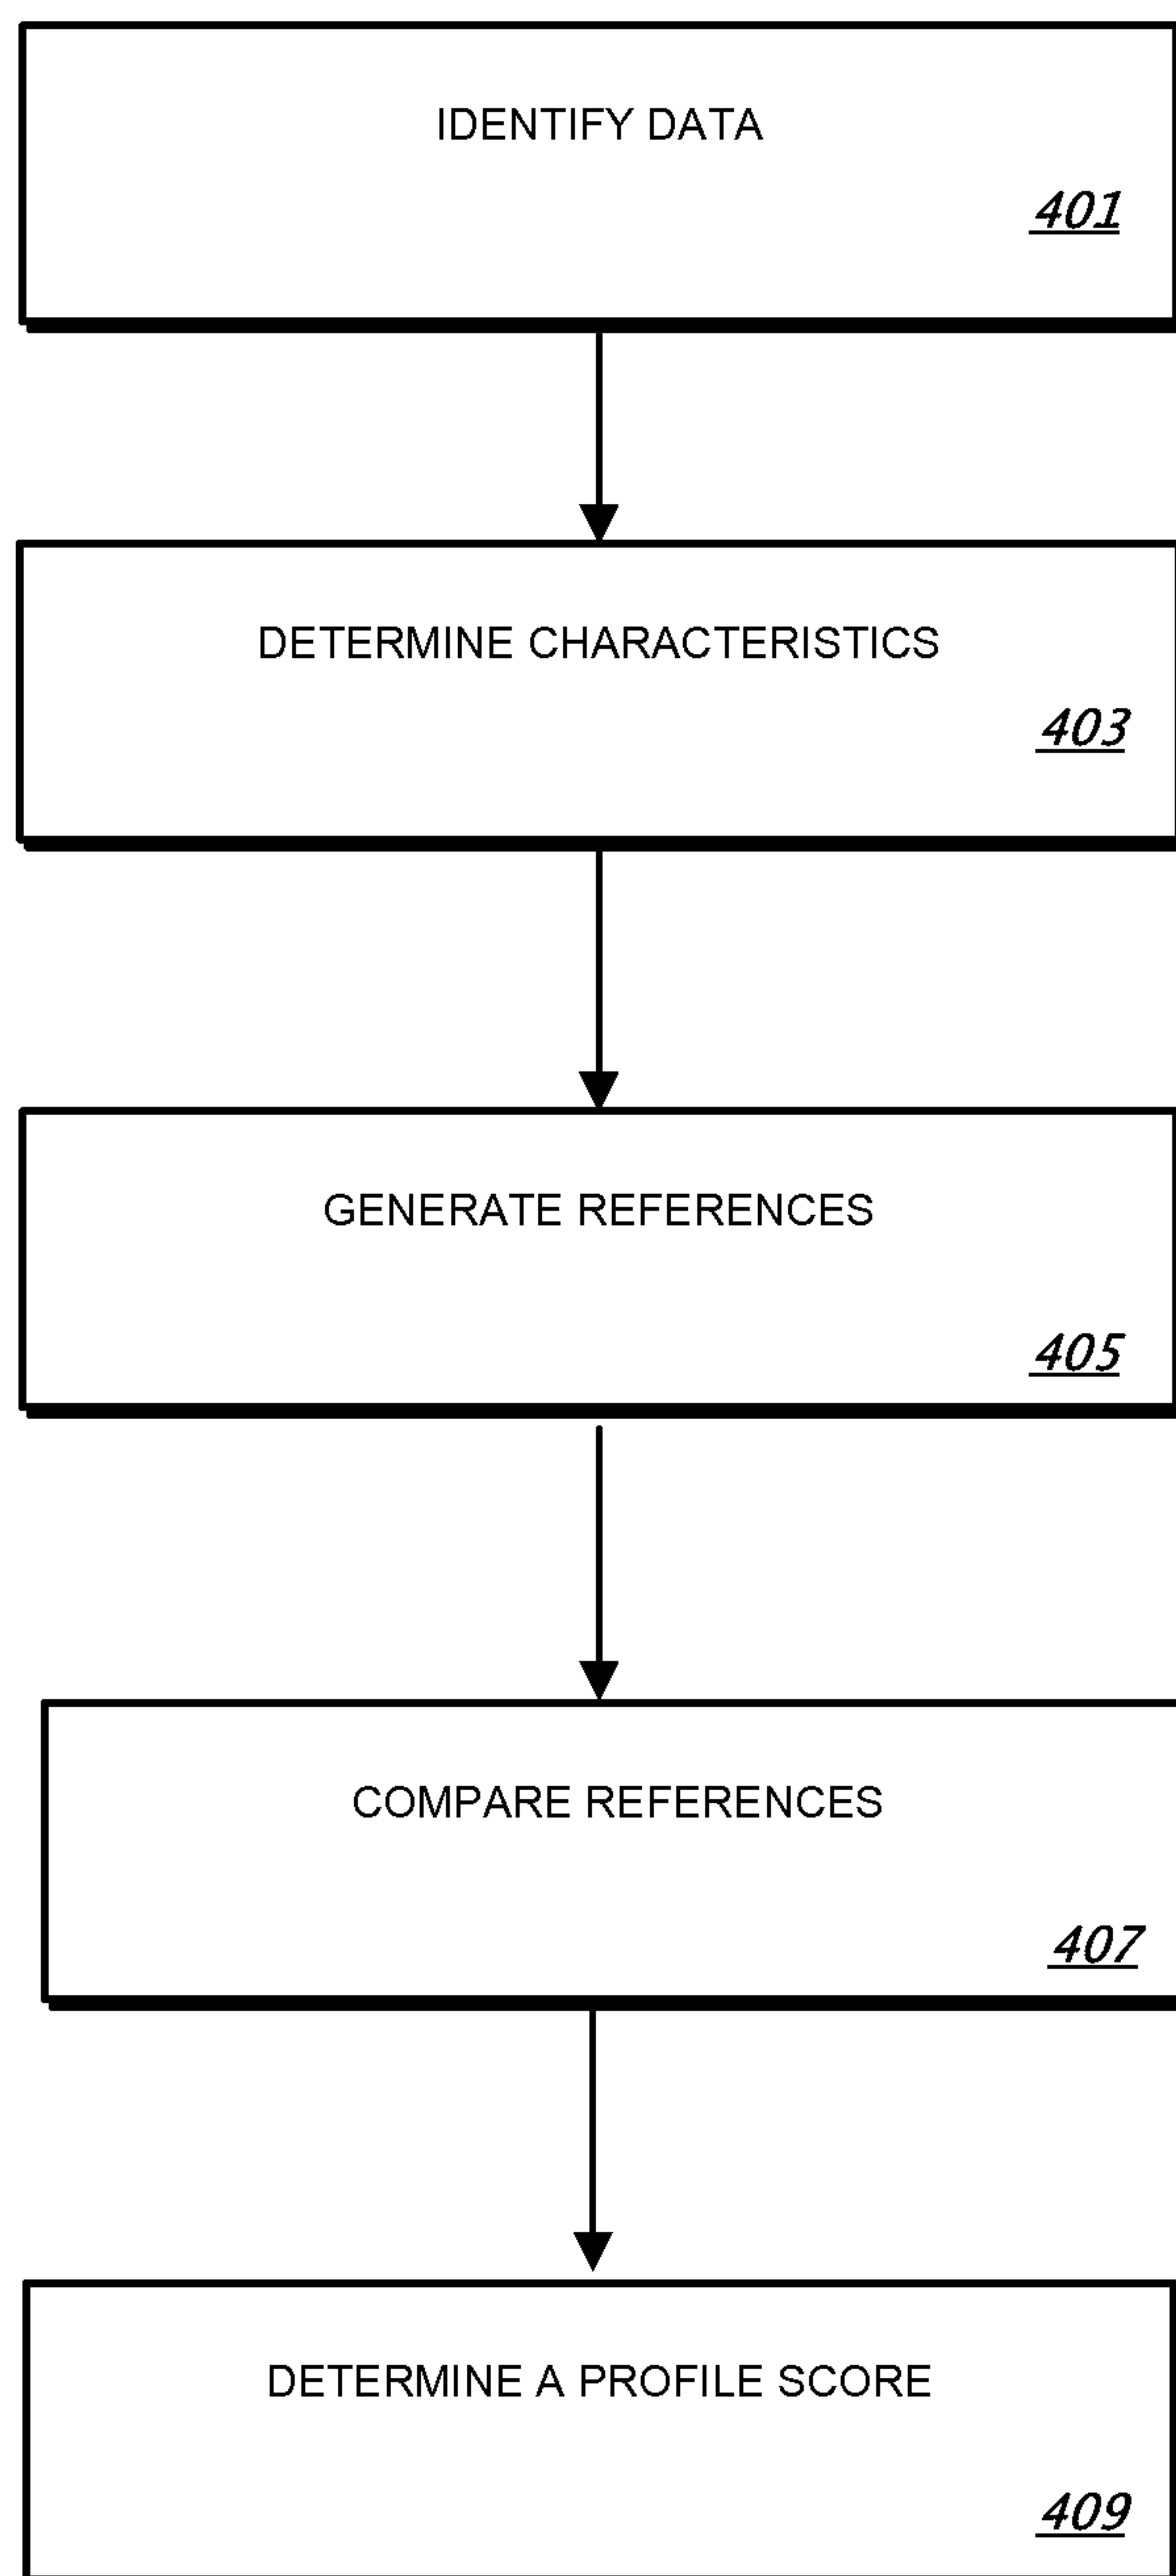 IDENTIFY DATA
401
DETERMINE CHARACTERISTICS
403
GENERATE REFERENCES
405
COMPARE REFERENCES
407
DETERMINE A PROFILE SCORE
409